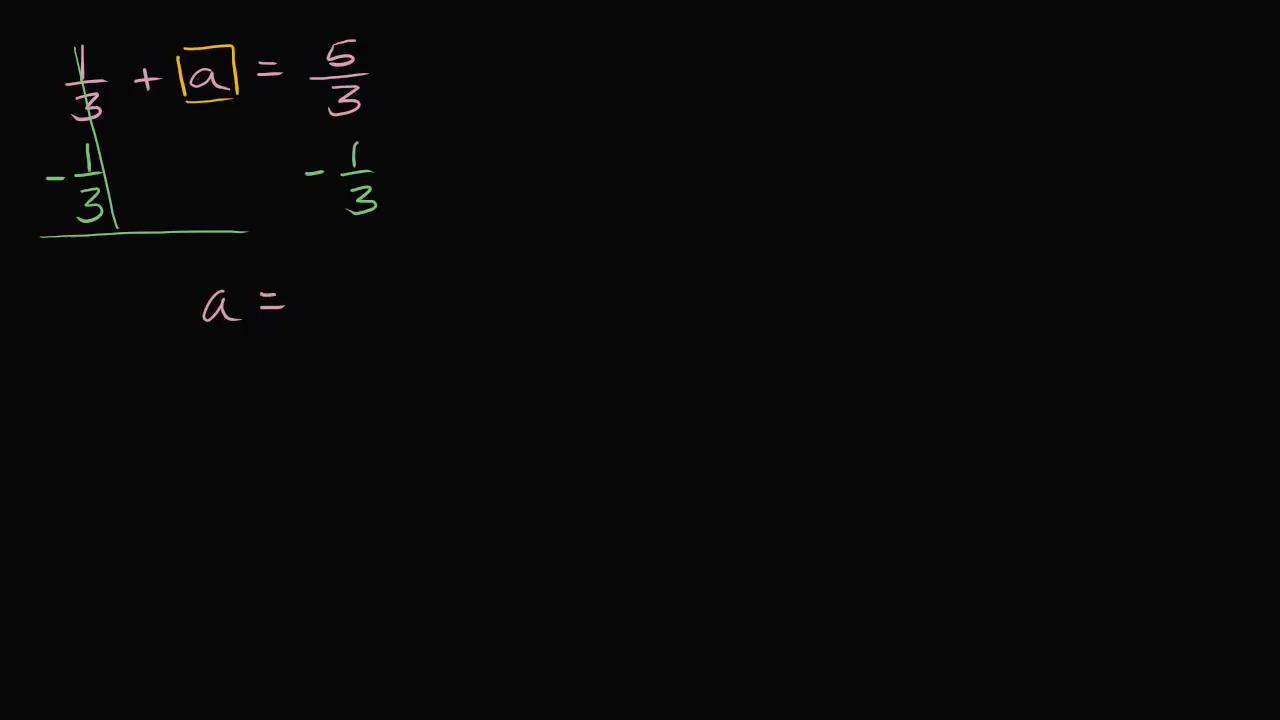 1/3 + a = 5/3
- 1/3 - 1/3
a =